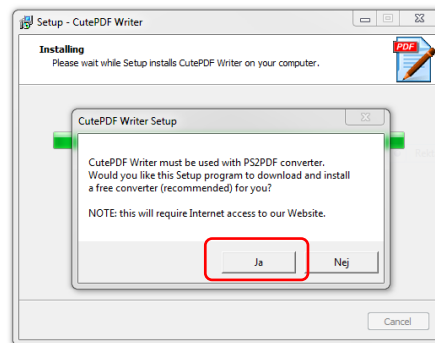 Setup - CutePDF Writer
Installing
Please wait while Setup installs CutePDF Writer on your computer.
PDF
CutePDF Writer Setup
CutePDF Writer must be used with PS2PDF converter.
Would you like this Setup program to download and install
a free converter (recommended) for you?
NOTE: this will require Internet access to our Website.
Ja
Nej
Cancel